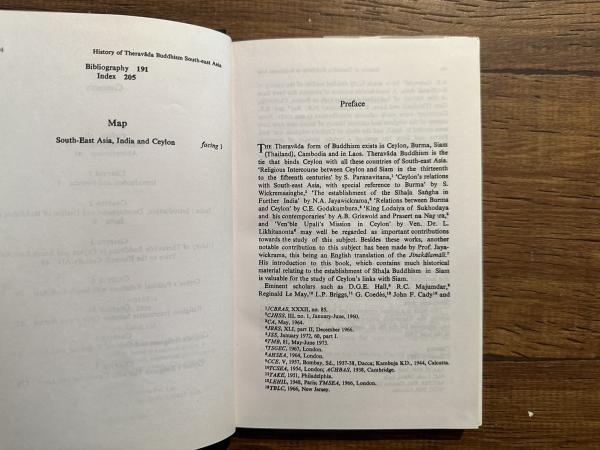 History of Theravāda Buddhism South-east Asia
Bibliography 191
Index 205
Map
South-East Asia, India and Ceylon facing 1
Preface
THE Theravāda form of Buddhism exists in Ceylon, Burma, Siam
(Thailand), Cambodia and in Laos. Theravāda Buddhism is the
tie that binds Ceylon with all these countries of South-east Asia.
'Religious Intercourse between Ceylon and Siam in the thirteenth
to the fifteenth centuries' by S. Paranavitana,¹ 'Ceylon's relations
with South-east Asia, with special reference to Burma' by S.
Wickremasinghe,² 'The establishment of the Sīhaḷa Saṅgha in
Further India' by N.A. Jayawickrama,³ 'Relations between Burma
and Ceylon' by C.E. Godakumbura,⁴ 'King Lodaiya of Sukhodaya
and his contemporaries' by A.B. Griswold and Prasert na Nagara⁵
and 'Ven'ble Upali's Mission in Ceylon' by Ven. Dr. L.
Likhitanonta⁶ may well be regarded as important contributions
towards the study of this subject. Besides these works, another
notable contribution to this subject has been made by Prof. Jaya-
wickrama, this being an English translation of the Jinakālamālī.⁷
His introduction to this book, which contains much historical
material relating to the establishment of Sīhaḷa Buddhism in Siam
is valuable for the study of Ceylon's links with Siam.
Eminent scholars such as D.G.E. Hall,⁸ R.C. Majumdar,⁹
Reginald Le May,¹⁰ L.P. Briggs,¹¹ G. Coedès,¹² John F. Cady¹³ and
¹JCBRAS, XXXII, no. 85.
²CJHSS, III, no. 1, January-June, 1960.
³CA, May, 1964.
⁴JBRS, XLI, part II, December 1966.
⁵JSS, January 1972, 60, part I.
⁶TMB, 81, May-June 1973.
⁷TSGEC, 1967, London.
⁸AHSEA, 1964, London.
⁹CCE, V, 1957, Bombay, Sd., 1937-38, Dacca; Kambuja KD., 1944, Calcutta.
¹⁰TCSEA, 1954, London; ACHBAS, 1938, Cambridge.
¹¹TAKE, 1951, Philadelphia.
¹²LEHIL, 1948, Paris; TMSEA, 1966, London.
¹³TBLC, 1966, New Jersey.